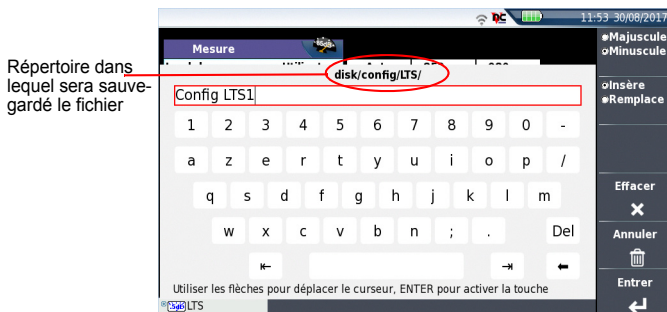 11:53 30/08/2017
Mesure
Majuscule
Minuscule
Répertoire dans
lequel sera sauve-
gardé le fichier
disk/config/LTS/
Config LTS1
Insère
Remplace
1 2 3 4 5 6 7 8 9 0 -
a z e r t y u i o p /
q s d f g h j k l m
w x c v b n ; . Del
Effacer
Annuler
Entrer
Utiliser les flèches pour déplacer le curseur, ENTER pour activer la touche
LTS